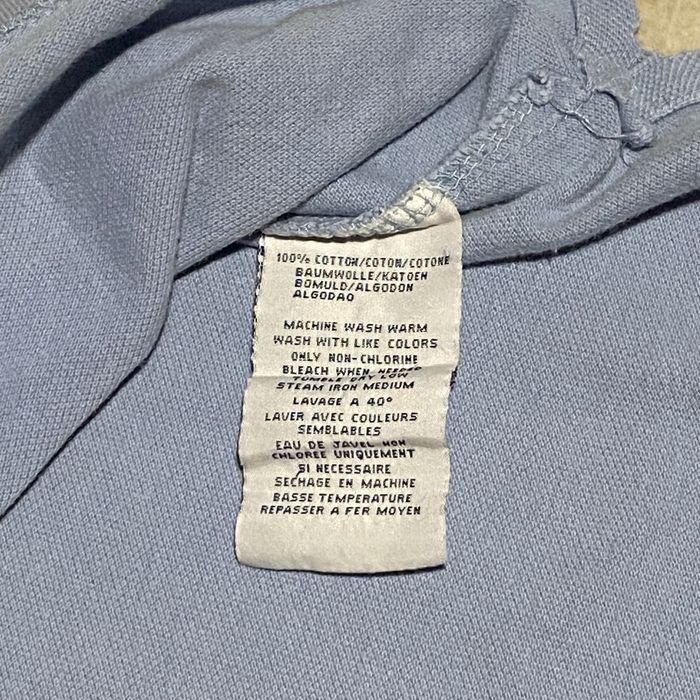 100% COTTON/COTON/COTONE
BAUMWOLLE/KATOEN
BOMULD/ALGODON
ALGODAO
MACHINE WASH WARM
WASH WITH LIKE COLORS
ONLY NON-CHLORINE
BLEACH WHEN NEEDED
TUMBLE DRY LOW
STEAM IRON MEDIUM
LAVAGE A 40°
LAVER AVEC COULEURS
SEMBLABLES
EAU DE JAVEL NON
CHLOREE UNIQUEMENT
SI NECESSAIRE
SECHAGE EN MACHINE
BASSE TEMPERATURE
REPASSER A FER MOYEN